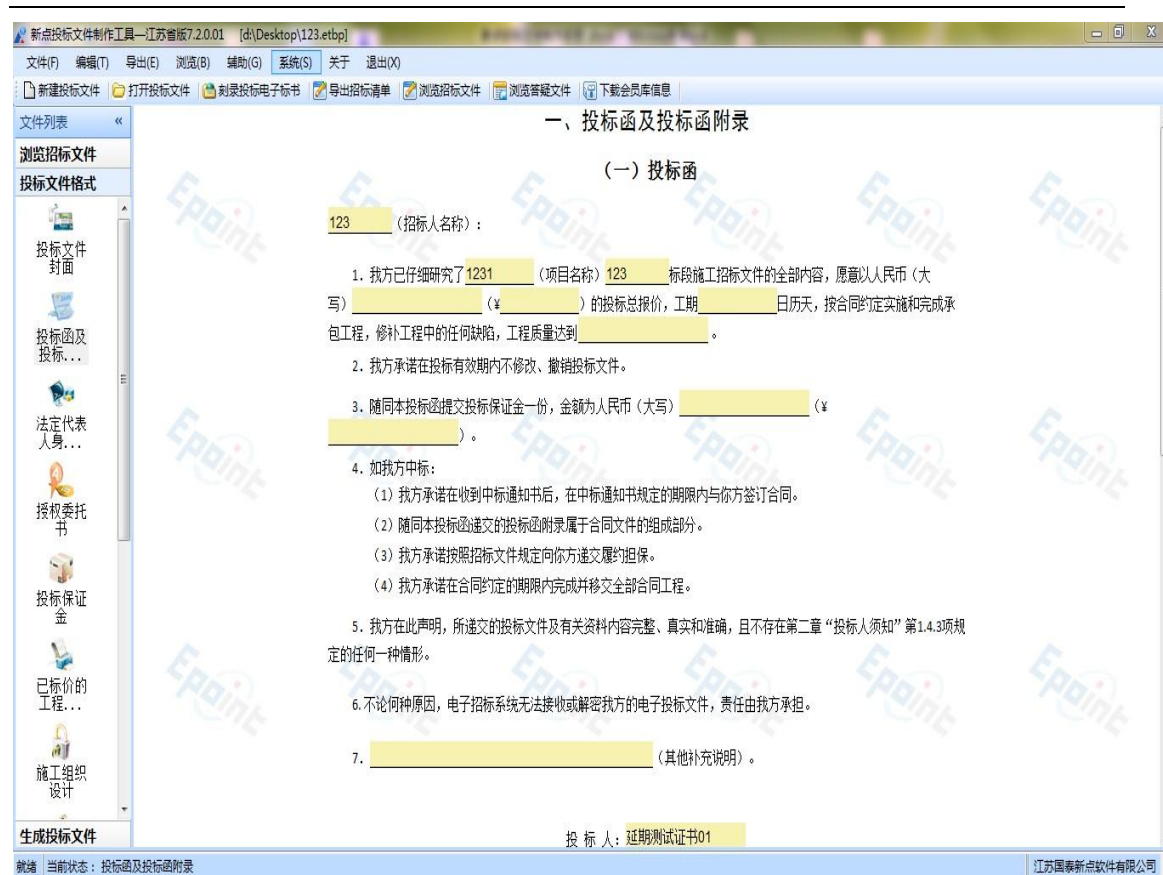 新点投标文件制作工具—江苏省版7.2.0.01 [d:\Desktop\123.etbp]
文件(F) 编辑(T) 导出(E) 浏览(B) 辅助(G) 系统(S) 关于 退出(X)
新建投标文件 打开投标文件 刻录投标电子标书 导出招标清单 浏览招标文件 浏览答疑文件 下载会员库信息
文件列表 «
浏览招标文件
投标文件格式
投标文件
封面
投标函及
投标...
法定代表
人身...
授权委托
书
投标保证
金
已标价的
工程...
施工组织
设计
生成投标文件
一、投标函及投标函附录
（一）投标函
123 （招标人名称）:
1. 我方已仔细研究了1231 （项目名称）123 标段施工招标文件的全部内容，愿意以人民币（大
写） （¥ ）的投标总报价，工期 日历天，按合同约定实施和完成承
包工程，修补工程中的任何缺陷，工程质量达到 。
2. 我方承诺在投标有效期内不修改、撤销投标文件。
3. 随同本投标函提交投标保证金一份，金额为人民币（大写） （¥
）。
4. 如我方中标:
(1) 我方承诺在收到中标通知书后，在中标通知书规定的期限内与你方签订合同。
(2) 随同本投标函递交的投标函附录属于合同文件的组成部分。
(3) 我方承诺按照招标文件规定向你方递交履约担保。
(4) 我方承诺在合同约定的期限内完成并移交全部合同工程。
5. 我方在此声明，所递交的投标文件及有关资料内容完整、真实和准确，且不存在第二章“投标人须知”第1.4.3项规
定的任何一种情形。
6.不论何种原因，电子招标系统无法接收或解密我方的电子投标文件，责任由我方承担。
7. （其他补充说明）。
投 标 人: 延期测试证书01
就绪 当前状态: 投标函及投标函附录 江苏国泰新点软件有限公司
Epoint